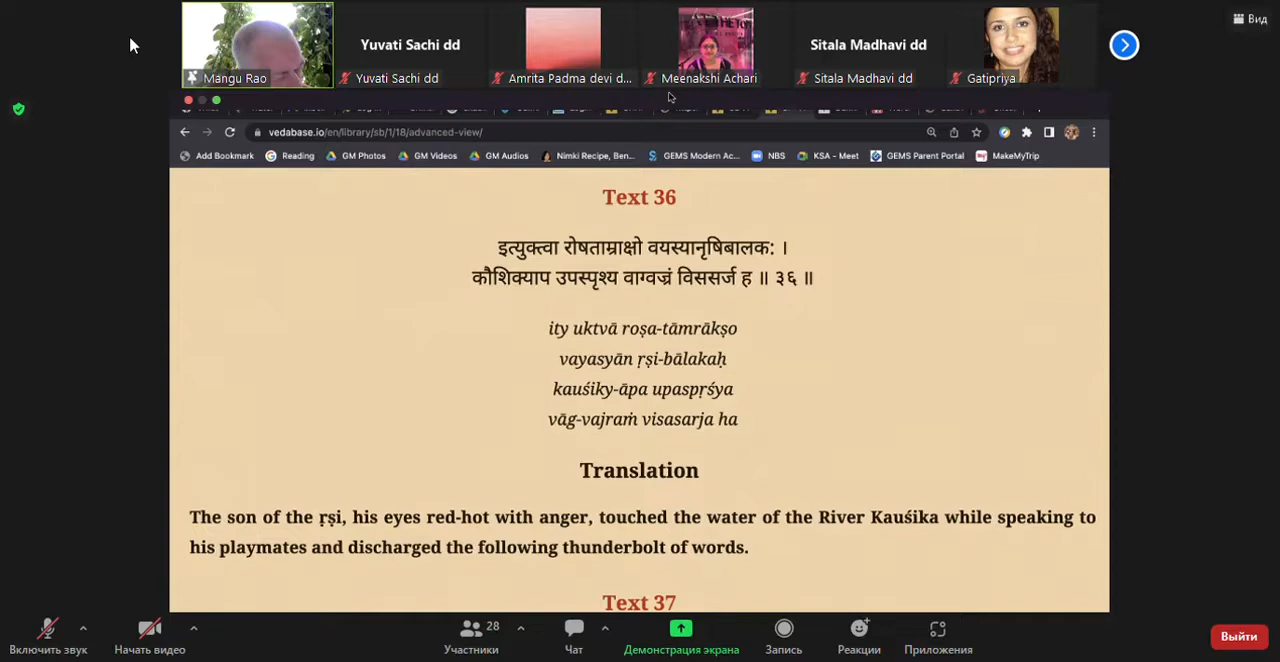 Yuvati Sachi dd
Sitala Madhavi dd
Вид
Mangu Rao
Yuvati Sachi dd
Amrita Padma devi d...
Meenakshi Achari
Sitala Madhavi dd
Gatipriya
vedabase.io/en/library/sb/1/18/advanced-view/
Add Bookmark
Reading
GM Photos
GM Videos
GM Audios
Nimki Recipe, Ben...
GEMS Modern Ac...
NBS
KSA - Meet
GEMS Parent Portal
MakeMyTrip
Text 36
इत्युक्त्वा रोषताम्राक्षो वयस्यानृषिबालक: ।
कौशिक्याप उपस्पृश्य वाग्वज्रं विससर्ज ह ॥ ३६ ॥
ity uktvā roṣa-tāmrākṣo
vayasyān ṛṣi-bālakaḥ
kauśiky-āpa upaspṛśya
vāg-vajraṁ visasarja ha
Translation
The son of the ṛṣi, his eyes red-hot with anger, touched the water of the River Kauśika while speaking to
his playmates and discharged the following thunderbolt of words.
Text 37
28
Включить звук
Начать видео
Участники
Чат
Демонстрация экрана
Запись
Реакции
Приложения
Выйти